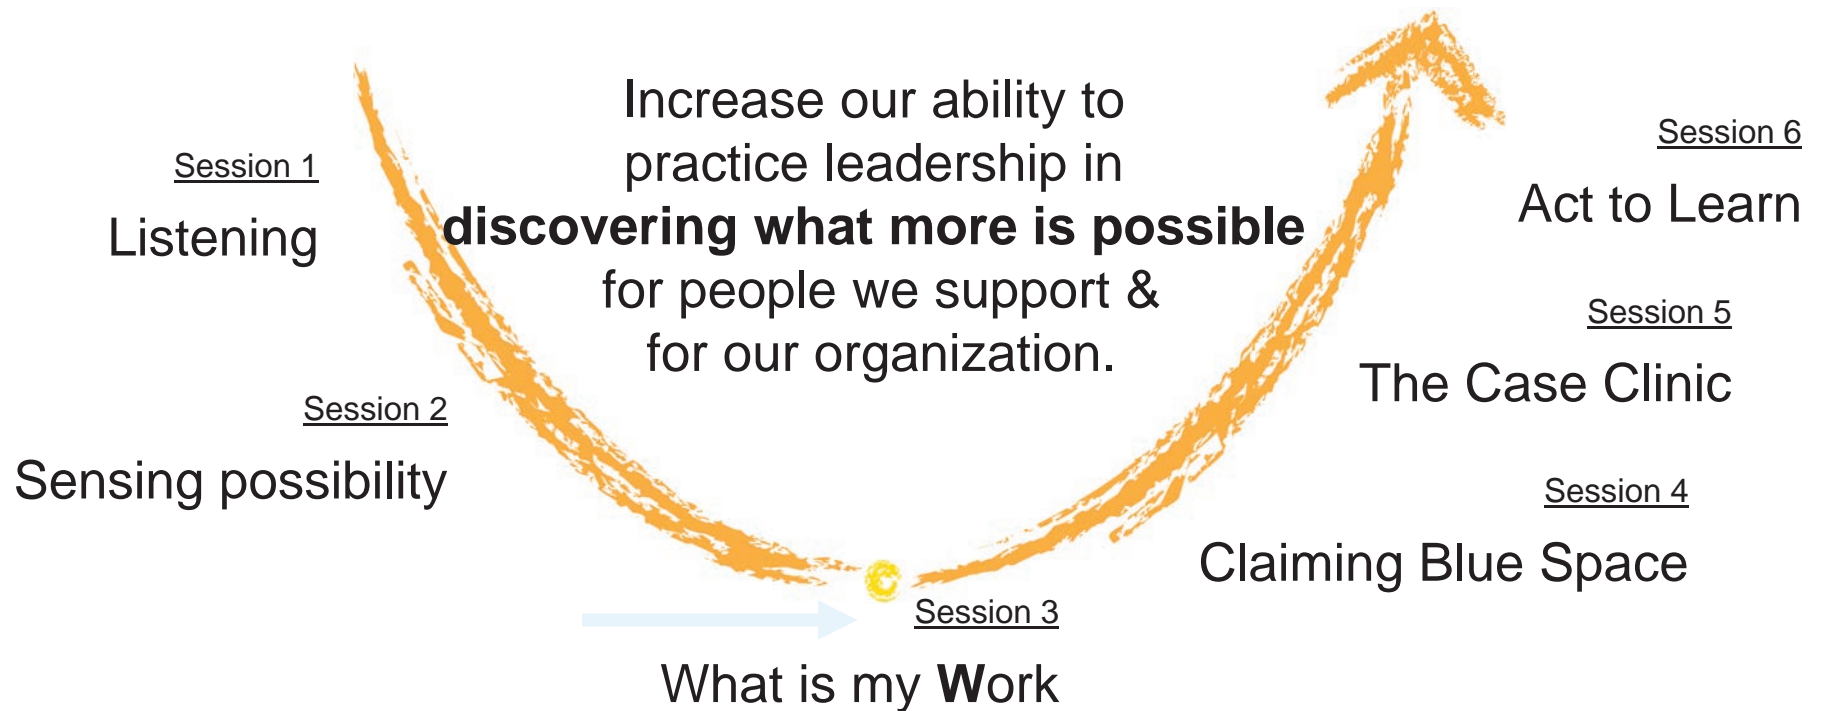 Increase our ability to
practice leadership in
discovering what more is possible
for people we support &
for our organization.
Session 1
Listening
Session 2
Sensing possibility
Session 3
What is my Work
Session 4
Claiming Blue Space
Session 5
The Case Clinic
Session 6
Act to Learn